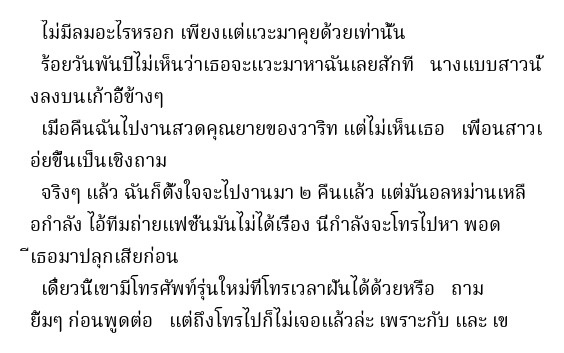 ไม่มีลมอะไรหรอก เพียงแต่แวะมาคุยด้วยเท่านั้น
ร้อยวันพันปีไม่เห็นว่าเธอจะแวะมาหาฉันเลยสักที นางแบบสาวนั่
งลงบนเก้าอี้ข้างๆ
เมื่อคืนฉันไปงานสวดคุณยายของวาริท แต่ไม่เห็นเธอ เพื่อนสาวเ
อ่ยขึ้นเป็นเชิงถาม
จริงๆ แล้ว ฉันก็ตั้งใจจะไปงานมา ๒ คืนแล้ว แต่มันอลหม่านเหลื
อกำลัง ไอ้ทีมถ่ายแฟชั่นมันไม่ได้เรื่อง นี่กำลังจะโทรไปหา พอด
ีเธอมาปลุกเสียก่อน
เดี๋ยวนี้เขามีโทรศัพท์รุ่นใหม่ที่โทรเวลาฝันได้ด้วยหรือ ถาม
ยิ้มๆ ก่อนพูดต่อ แต่ถึงโทรไปก็ไม่เจอแล้วล่ะ เพราะกับ และ เข